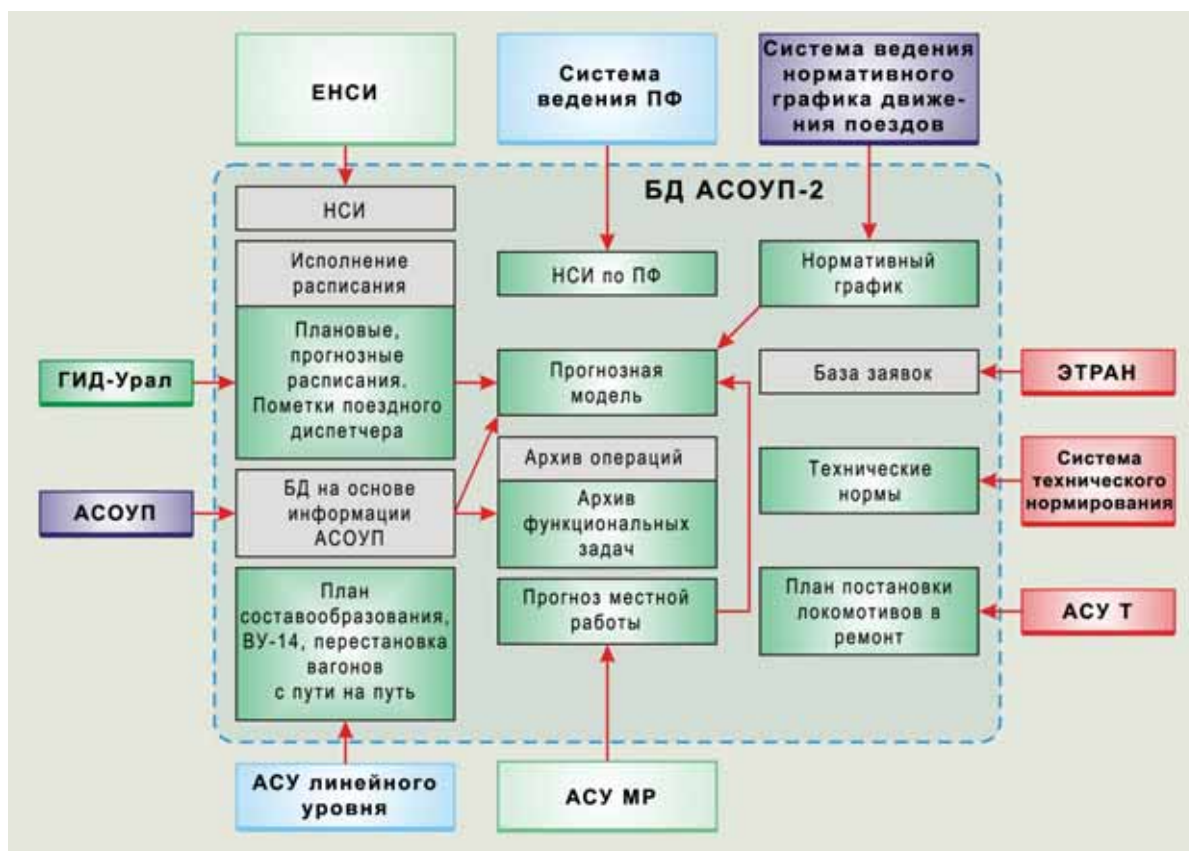 ЕНСИ
Система
ведения ПФ
Система ведения
нормативного
графика движе-
ния поездов
БД АСОУП-2
НСИ
Исполнение
расписания
Плановые,
прогнозные
расписания.
Пометки поездного
диспетчера
БД на основе
информации
АСОУП
План
составообразования,
ВУ-14, перестановка
вагонов
с пути на путь
НСИ по ПФ
Прогнозная
модель
Архив операций
Архив
функциональных
задач
Прогноз местной
работы
Нормативный
график
База заявок
Технические
нормы
План постановки
локомотивов в
ремонт
ГИД-Урал
АСОУП
ЭТРАН
Система
технического
нормирования
АСУ Т
АСУ линейного
уровня
АСУ МР